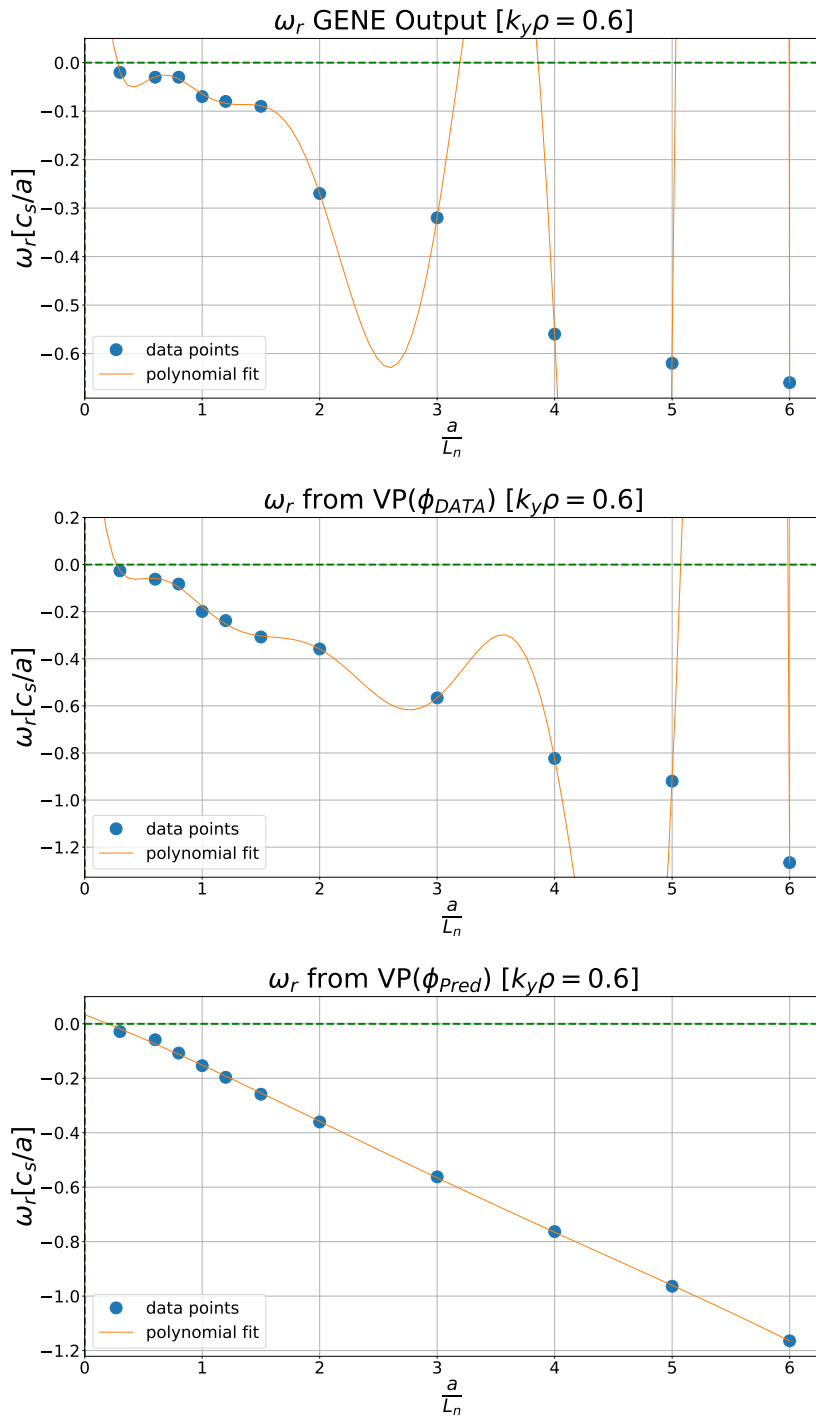 ω_r GENE Output [k_yρ = 0.6]
0.0
−0.1
−0.2
−0.3
−0.4
−0.5
−0.6
ω_r[c_s/a]
data points
polynomial fit
0 1 2 3 4 5 6
a/L_n
ω_r from VP(ϕ_DATA) [k_yρ = 0.6]
0.2
0.0
−0.2
−0.4
−0.6
−0.8
−1.0
−1.2
ω_r[c_s/a]
data points
polynomial fit
0 1 2 3 4 5 6
a/L_n
ω_r from VP(ϕ_Pred) [k_yρ = 0.6]
0.0
−0.2
−0.4
−0.6
−0.8
−1.0
−1.2
ω_r[c_s/a]
data points
polynomial fit
0 1 2 3 4 5 6
a/L_n